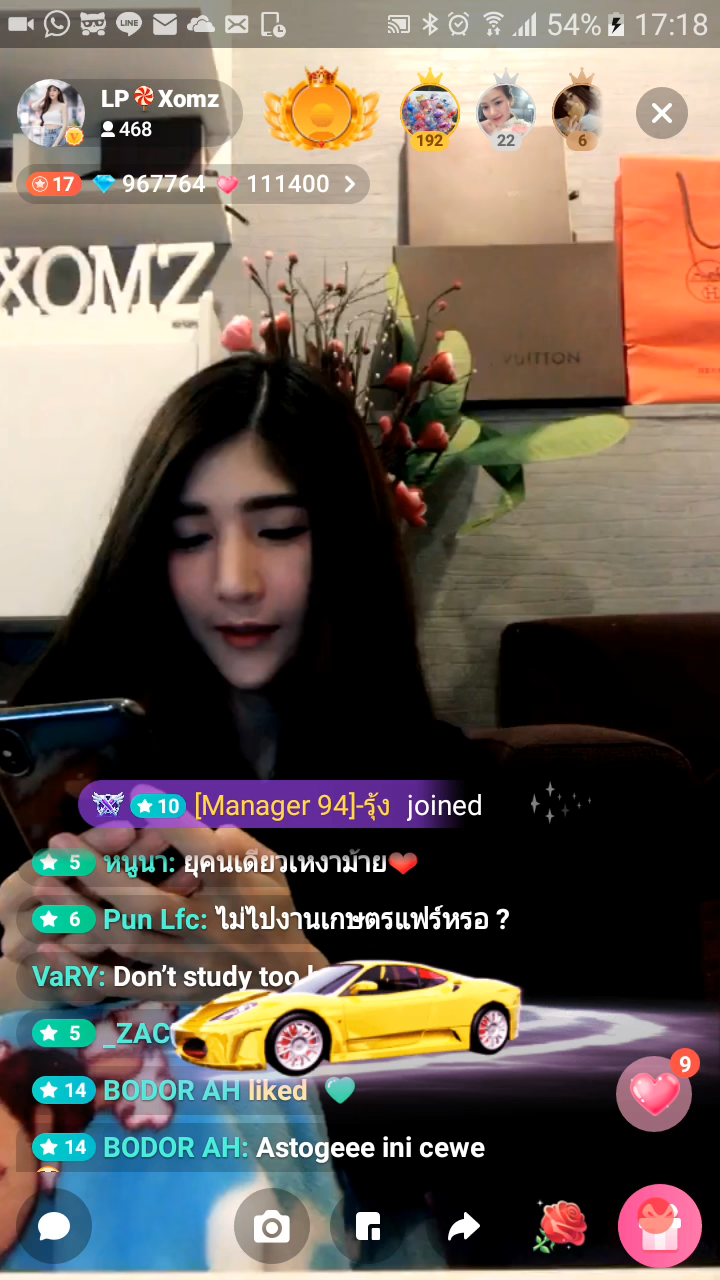 LINE
54% 17:18
LP🍭Xomz
468
192
22
6
17 967764 111400
XOMZ
VUITTON
10 [Manager 94]-รุ้ง joined
5 หนูนา: ยุคนเดียวเหงาม้าย❤
6 Pun Lfc: ไม่ไปงานเกษตรแฟร์หรอ ?
VaRY: Don't study too
5 _ZAC
14 BODOR AH liked
9
14 BODOR AH: Astogeee ini cewe